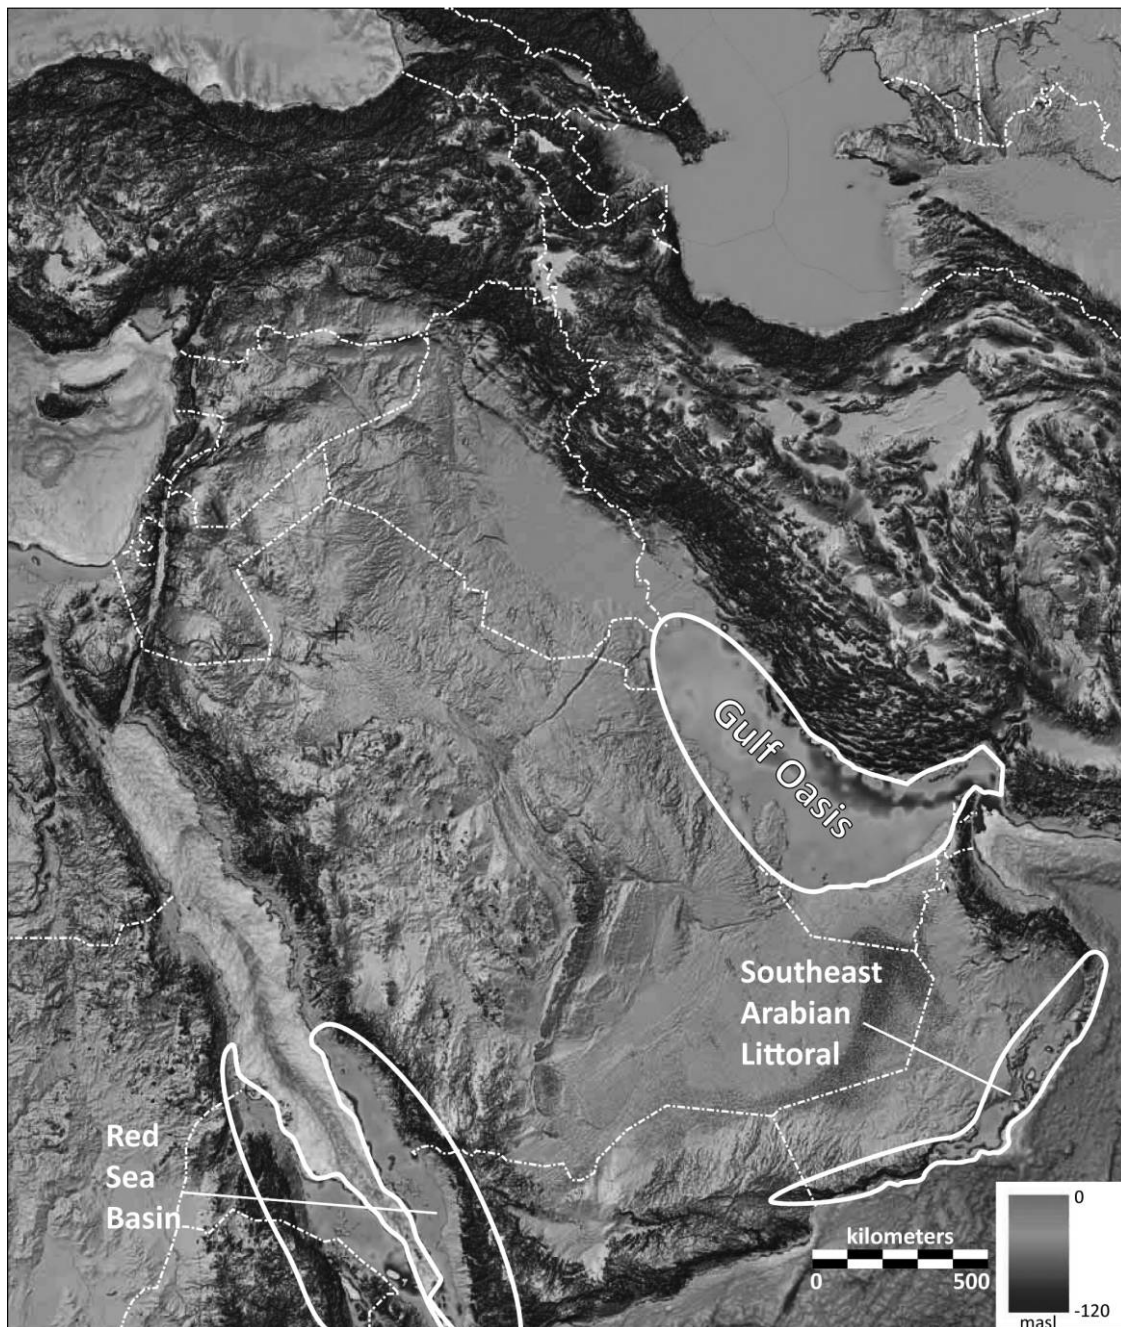 Gulf Oasis
Southeast
Arabian
Littoral
Red
Sea
Basin
kilometers
0
500
0
-120
masl